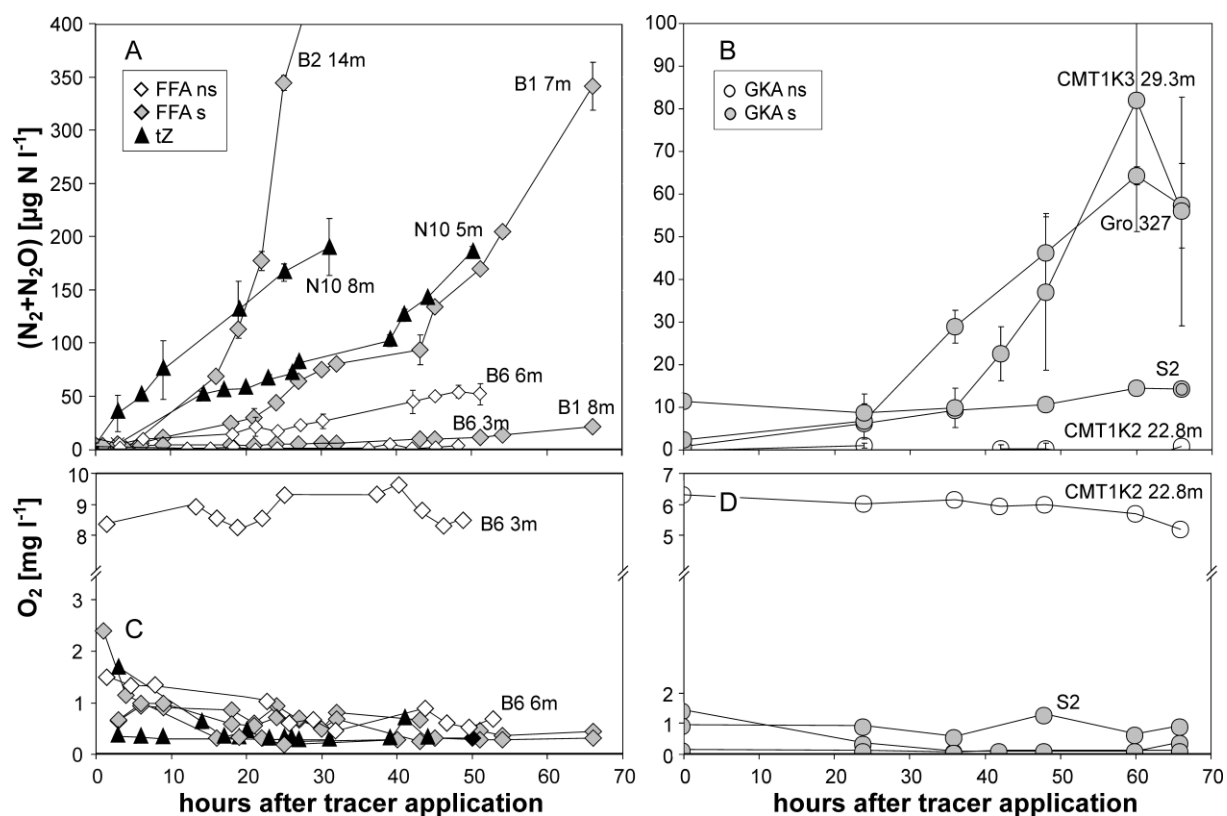 (N₂+N₂O) [µg N l⁻¹]
400
350
300
250
200
150
100
50
0
A
FFA ns
FFA s
tZ
B2 14m
B1 7m
N10 5m
N10 8m
B6 6m
B6 3m
B1 8m
100
90
80
70
60
50
40
30
20
10
0
B
GKA ns
GKA s
CMT1K3 29.3m
Gro 327
S2
CMT1K2 22.8m
O₂ [mg l⁻¹]
10
9
8
3
2
1
0
C
B6 3m
B6 6m
0 10 20 30 40 50 60 70
hours after tracer application
7
6
5
2
1
0
D
CMT1K2 22.8m
S2
0 10 20 30 40 50 60 70
hours after tracer application